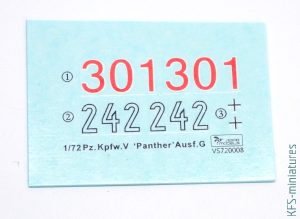 ① 301301
② 242 242 ③
1/72 Pz.Kpfw.V 'Panther' Ausf.G
VS720008
KFS-miniatures